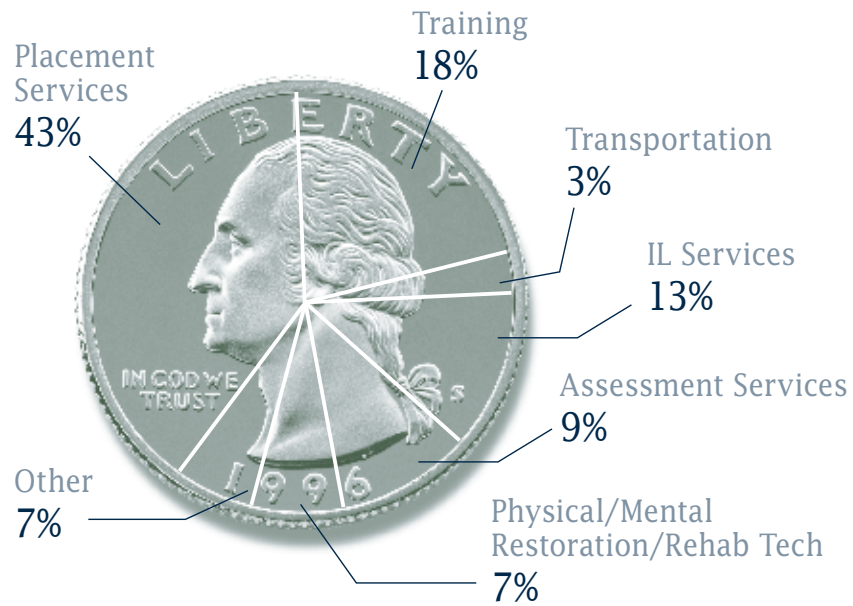 Training
18%
Placement
Services
43%
Transportation
3%
IL Services
13%
Assessment Services
9%
Physical/Mental
Restoration/Rehab Tech
7%
Other
7%
LIBERTY
IN GOD WE
TRUST
S
1996